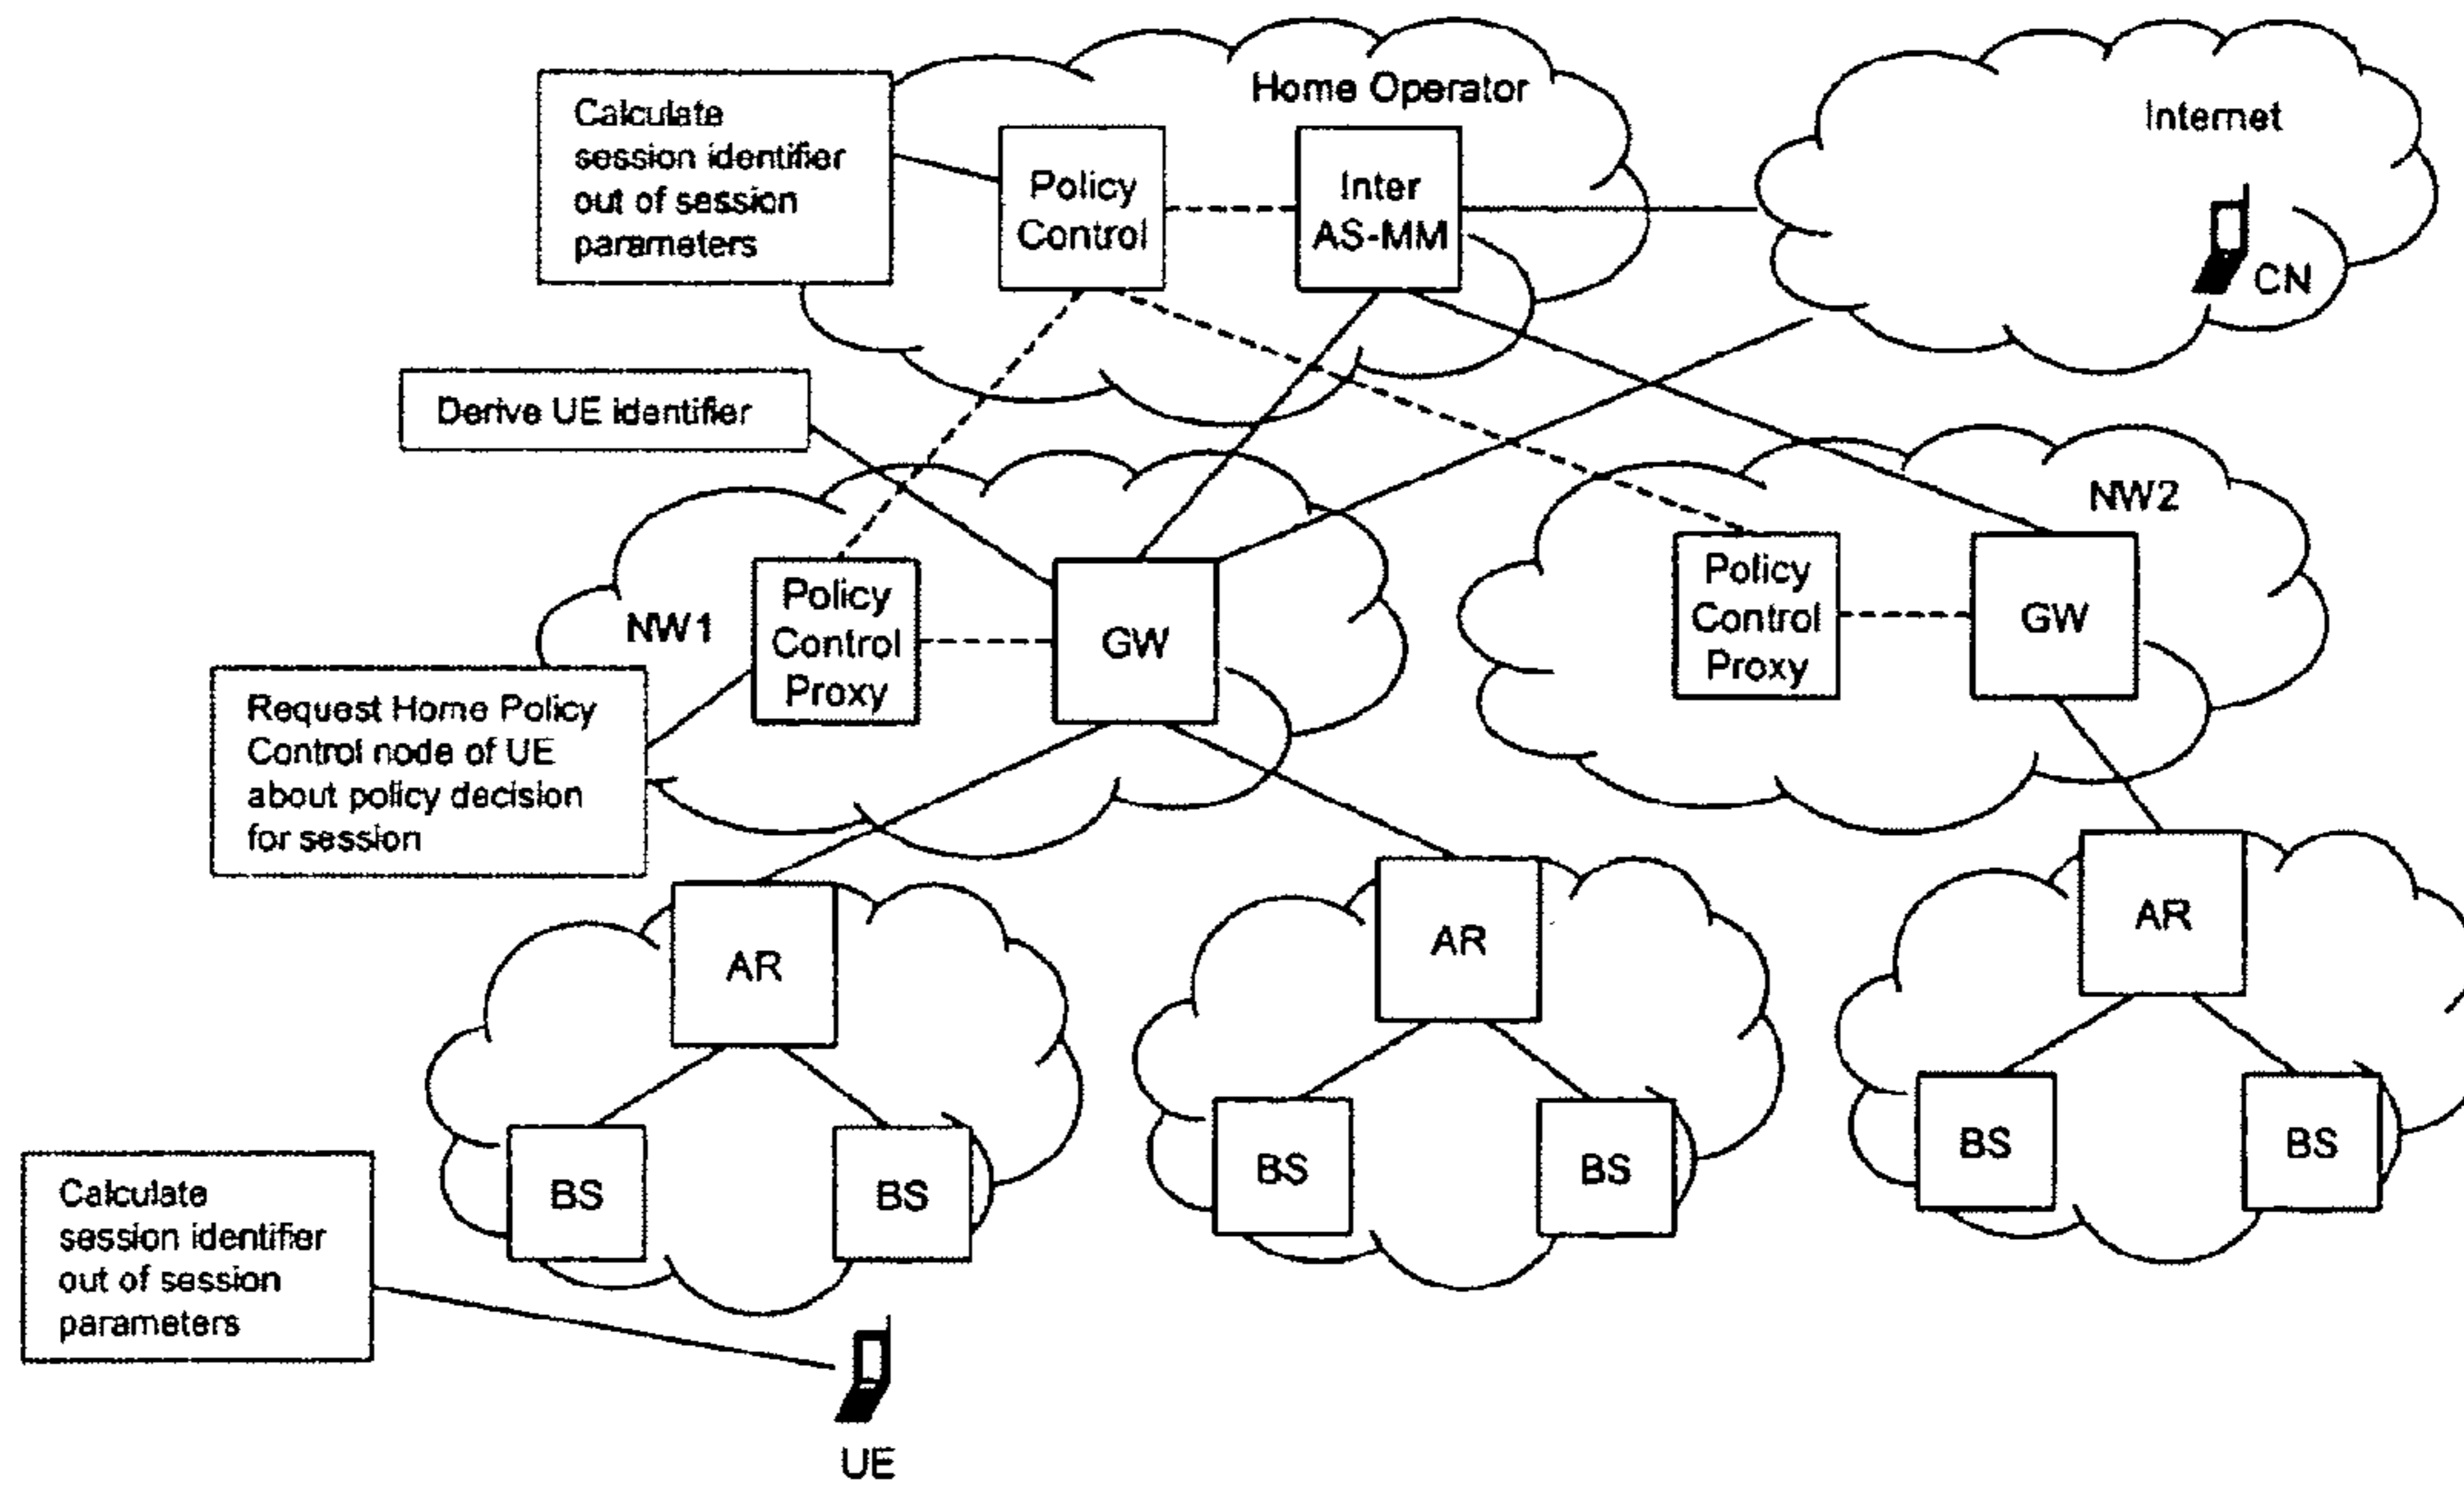 Home Operator
Internet
Calculate
session identifier
out of session
parameters
Policy
Control
Inter
AS-MM
CN
Derive UE identifier
NW2
NW1
Policy
Control
Proxy
GW
Policy
Control
Proxy
GW
Request Home Policy
Control node of UE
about policy decision
for session
AR
AR
AR
BS
BS
BS
BS
BS
BS
Calculate
session identifier
out of session
parameters
UE